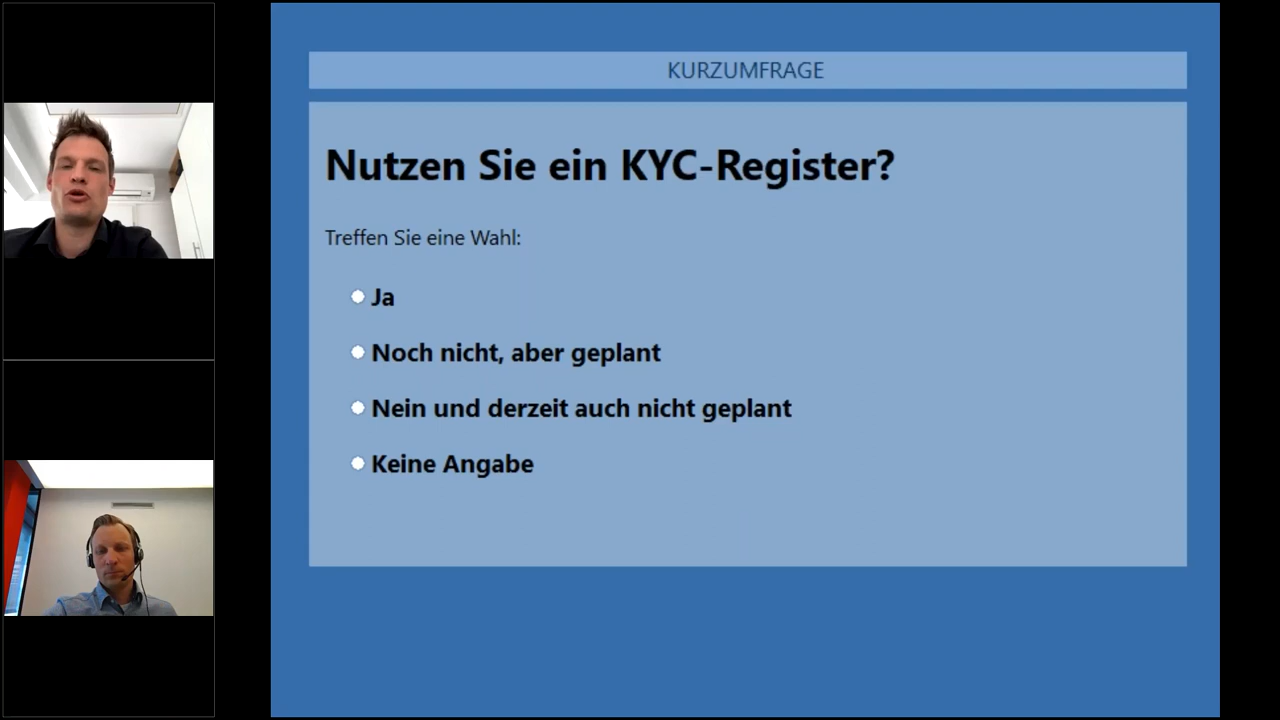 KURZUMFRAGE
Nutzen Sie ein KYC-Register?
Treffen Sie eine Wahl:
Ja
Noch nicht, aber geplant
Nein und derzeit auch nicht geplant
Keine Angabe